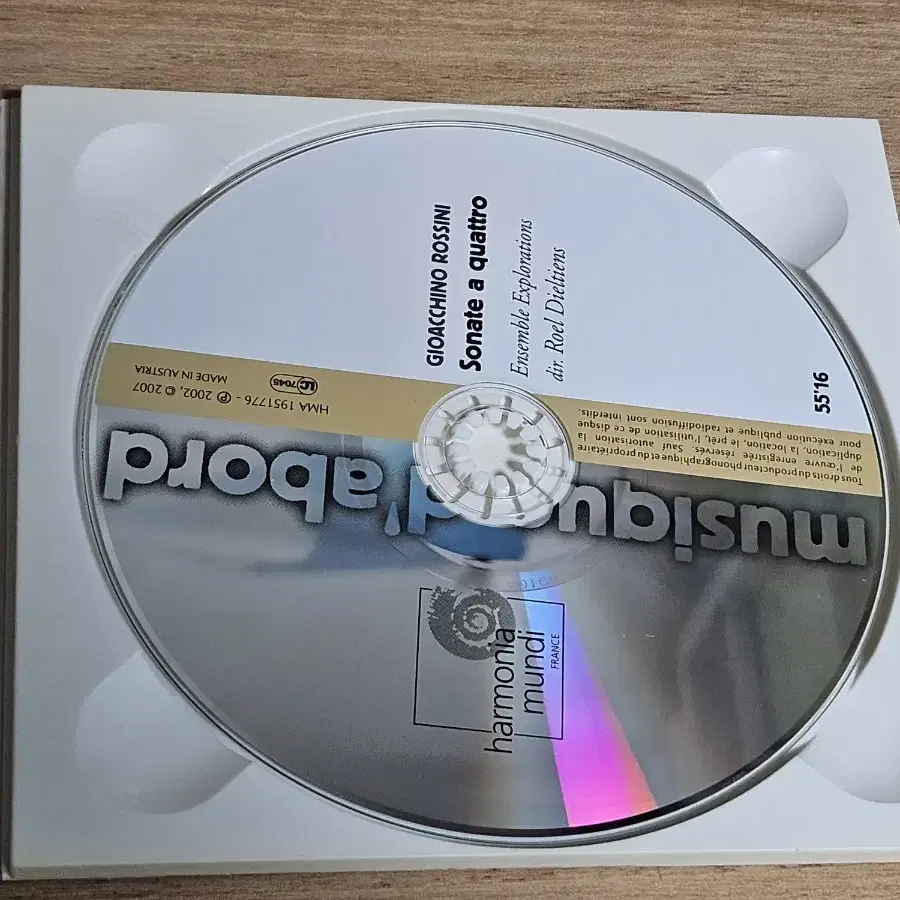 GIOACCHINO ROSSINI
Sonate a quattro
Ensemble Explorations
dir. Roel Dieltiens
55'16
HMA 1951776 - ℗ 2002, © 2007
MADE IN AUSTRIA
LC 7045
Tous droits du producteur phonographique et du propriétaire
de l'œuvre enregistrée réservés. Sauf autorisation la
duplication, la location, le prêt, l'utilisation de ce disque
pour exécution publique et radiodiffusion sont interdits.
musique d'abord
harmonia
mundi
FRANCE